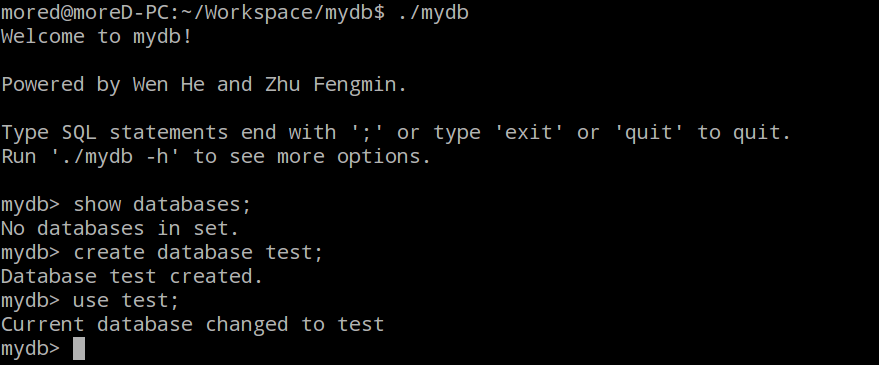 mored@moreD-PC:~/Workspace/mydb$ ./mydb
Welcome to mydb!
Powered by Wen He and Zhu Fengmin.
Type SQL statements end with ';' or type 'exit' or 'quit' to quit.
Run './mydb -h' to see more options.
mydb> show databases;
No databases in set.
mydb> create database test;
Database test created.
mydb> use test;
Current database changed to test
mydb>